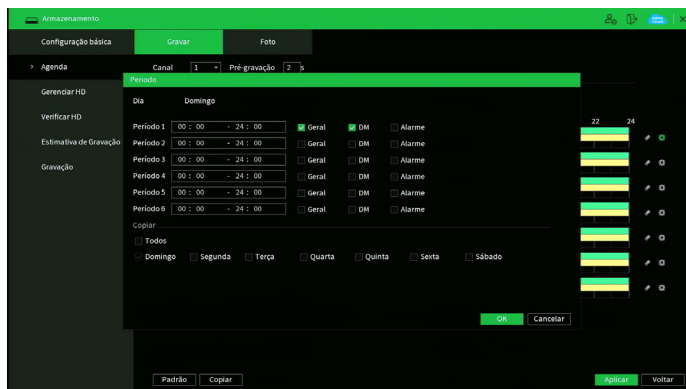 Armazenamento
Configuração básica Gravar Foto
> Agenda Canal 1 Pré-gravação 2 s
Período
Gerenciar HD
Dia Domingo
Verificar HD
22 24
Período 1 00 : 00 - 24 : 00 Geral DM Alarme
Estimativa de Gravação
Período 2 00 : 00 - 24 : 00 Geral DM Alarme
Período 3 00 : 00 - 24 : 00 Geral DM Alarme
Gravação
Período 4 00 : 00 - 24 : 00 Geral DM Alarme
Período 5 00 : 00 - 24 : 00 Geral DM Alarme
Período 6 00 : 00 - 24 : 00 Geral DM Alarme
Copiar
Todos
Domingo Segunda Terça Quarta Quinta Sexta Sábado
OK Cancelar
Padrão Copiar Aplicar Voltar